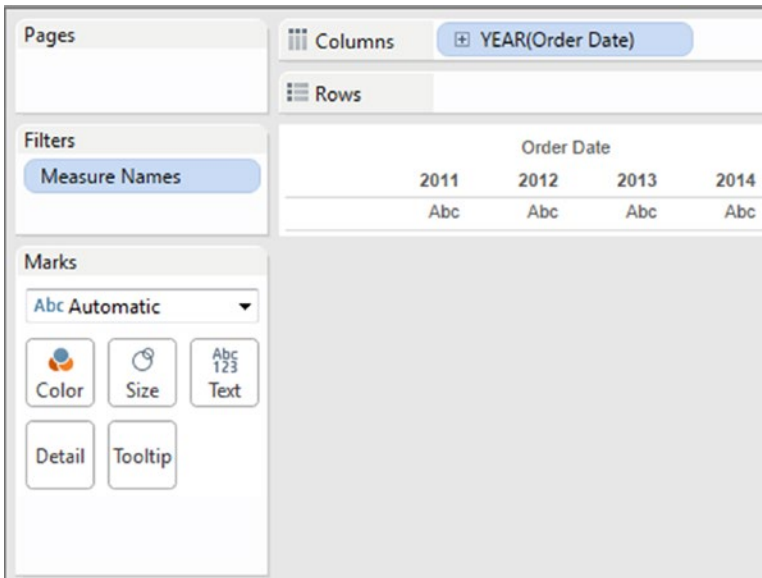 Pages
Columns
YEAR(Order Date)
Rows
Filters
Measure Names
Order Date
2011 2012 2013 2014
Abc Abc Abc Abc
Marks
Abc Automatic
Abc
123
Color Size Text
Detail Tooltip